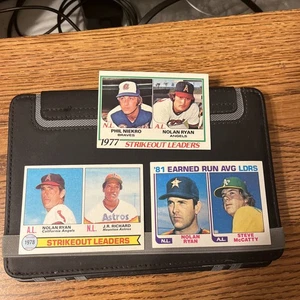 PHIL NIEKRO
BRAVES
NOLAN RYAN
ANGELS
1977 STRIKEOUT LEADERS
A.L. NOLAN RYAN
California Angels
N.L. J.R. RICHARD
Houston Astros
Astros
1978 STRIKEOUT LEADERS
'81 EARNED RUN AVG LDRS
N.L. NOLAN
RYAN
A.L. STEVE
McCATTY